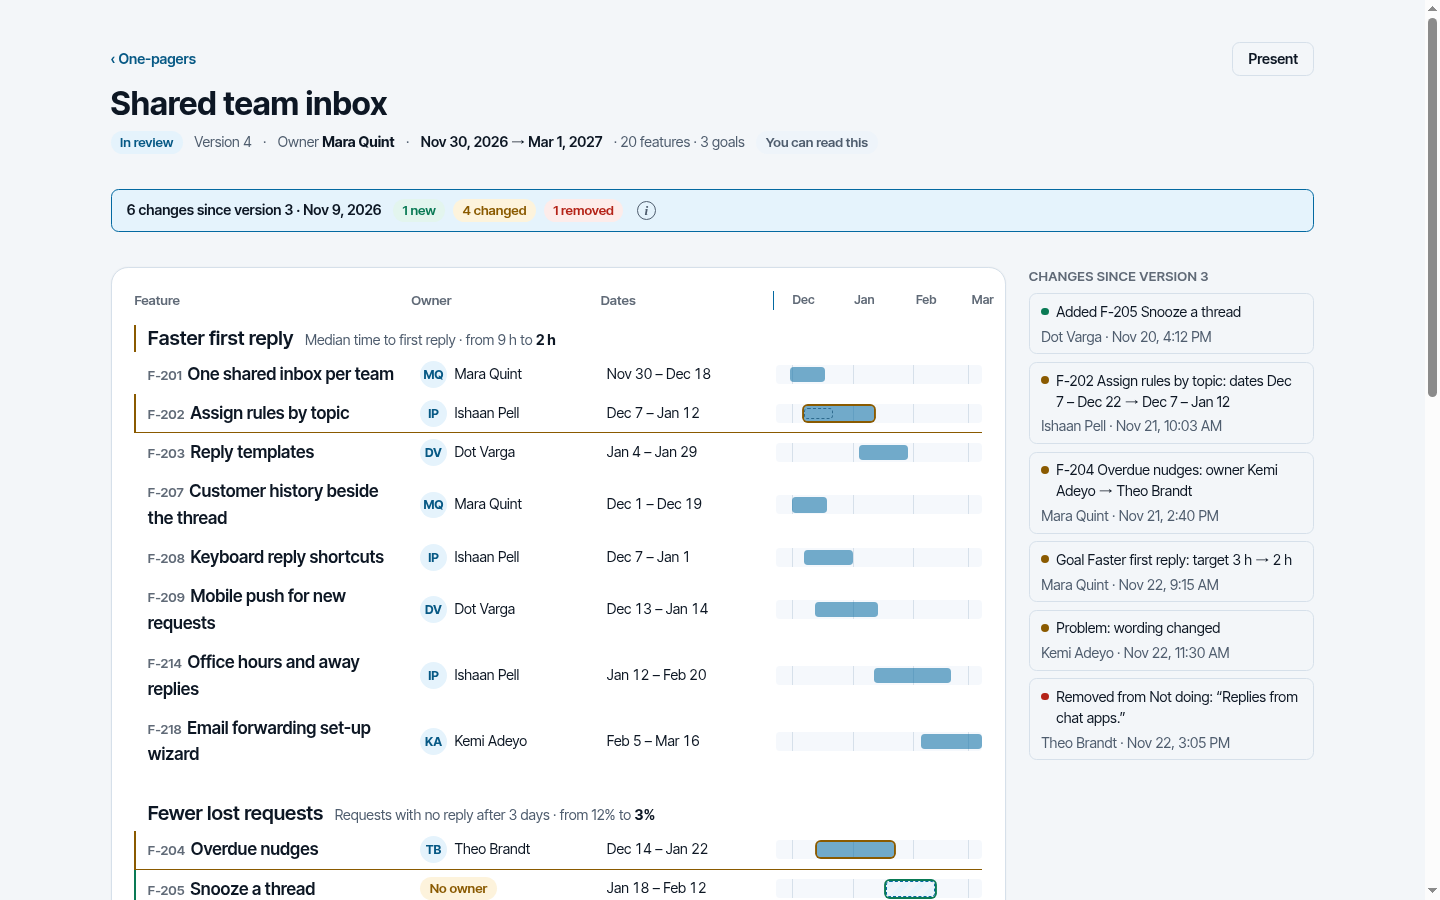 ‹ One-pagers
Present
Shared team inbox
In review Version 4 · Owner Mara Quint · Nov 30, 2026 → Mar 1, 2027 · 20 features · 3 goals You can read this
6 changes since version 3 · Nov 9, 2026 1 new 4 changed 1 removed i
Feature Owner Dates Dec Jan Feb Mar
Faster first reply Median time to first reply · from 9 h to 2 h
F-201 One shared inbox per team MQ Mara Quint Nov 30 – Dec 18
F-202 Assign rules by topic IP Ishaan Pell Dec 7 – Jan 12
F-203 Reply templates DV Dot Varga Jan 4 – Jan 29
F-207 Customer history beside
the thread
MQ Mara Quint Dec 1 – Dec 19
F-208 Keyboard reply shortcuts IP Ishaan Pell Dec 7 – Jan 1
F-209 Mobile push for new
requests
DV Dot Varga Dec 13 – Jan 14
F-214 Office hours and away
replies
IP Ishaan Pell Jan 12 – Feb 20
F-218 Email forwarding set-up
wizard
KA Kemi Adeyo Feb 5 – Mar 16
Fewer lost requests Requests with no reply after 3 days · from 12% to 3%
F-204 Overdue nudges TB Theo Brandt Dec 14 – Jan 22
F-205 Snooze a thread No owner Jan 18 – Feb 12
CHANGES SINCE VERSION 3
Added F-205 Snooze a thread
Dot Varga · Nov 20, 4:12 PM
F-202 Assign rules by topic: dates Dec
7 – Dec 22 → Dec 7 – Jan 12
Ishaan Pell · Nov 21, 10:03 AM
F-204 Overdue nudges: owner Kemi
Adeyo → Theo Brandt
Mara Quint · Nov 21, 2:40 PM
Goal Faster first reply: target 3 h → 2 h
Mara Quint · Nov 22, 9:15 AM
Problem: wording changed
Kemi Adeyo · Nov 22, 11:30 AM
Removed from Not doing: “Replies from
chat apps.”
Theo Brandt · Nov 22, 3:05 PM